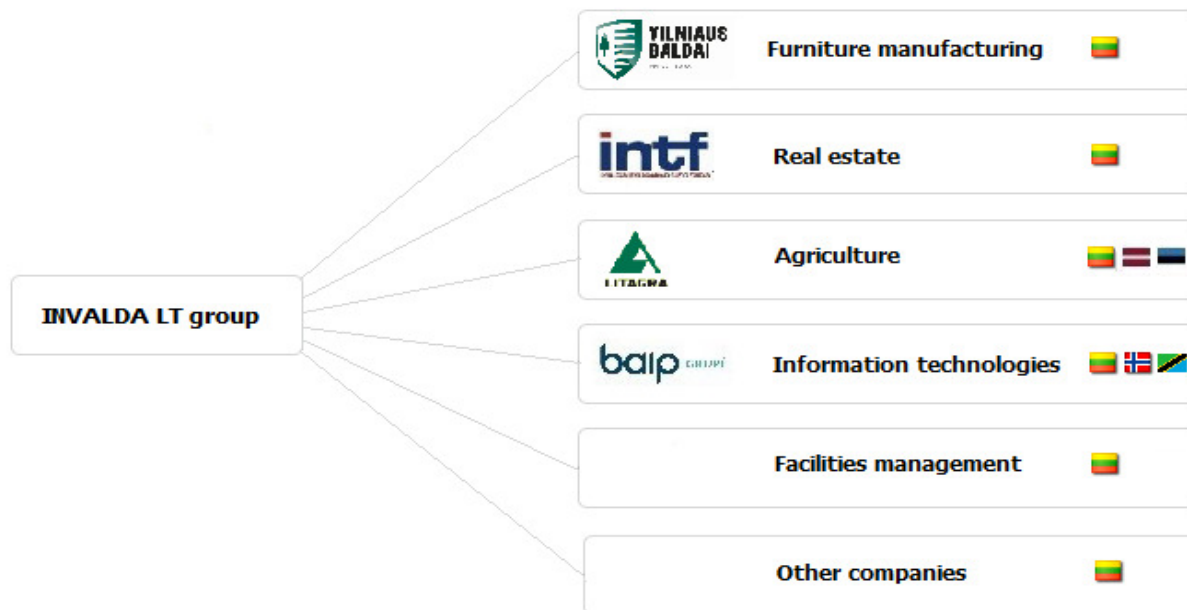 VILNIAUS
BALDAI
Furniture manufacturing
intf
Real estate
LITAGRA
Agriculture
INVALDA LT group
baip GRUPĖ
Information technologies
Facilities management
Other companies